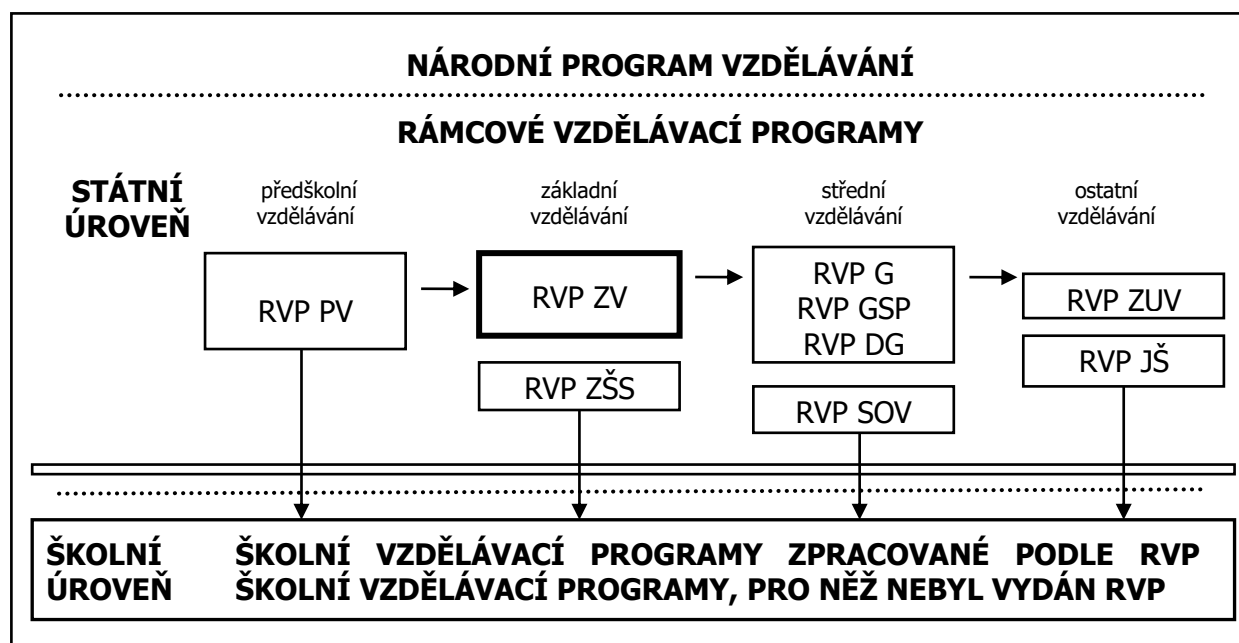 NÁRODNÍ PROGRAM VZDĚLÁVÁNÍ
RÁMCOVÉ VZDĚLÁVACÍ PROGRAMY
STÁTNÍ
ÚROVEŇ
předškolní
vzdělávání
základní
vzdělávání
střední
vzdělávání
ostatní
vzdělávání
RVP PV
RVP ZV
RVP ZŠS
RVP G
RVP GSP
RVP DG
RVP SOV
RVP ZUV
RVP JŠ
ŠKOLNÍ
ÚROVEŇ
ŠKOLNÍ VZDĚLÁVACÍ PROGRAMY ZPRACOVANÉ PODLE RVP
ŠKOLNÍ VZDĚLÁVACÍ PROGRAMY, PRO NĚŽ NEBYL VYDÁN RVP